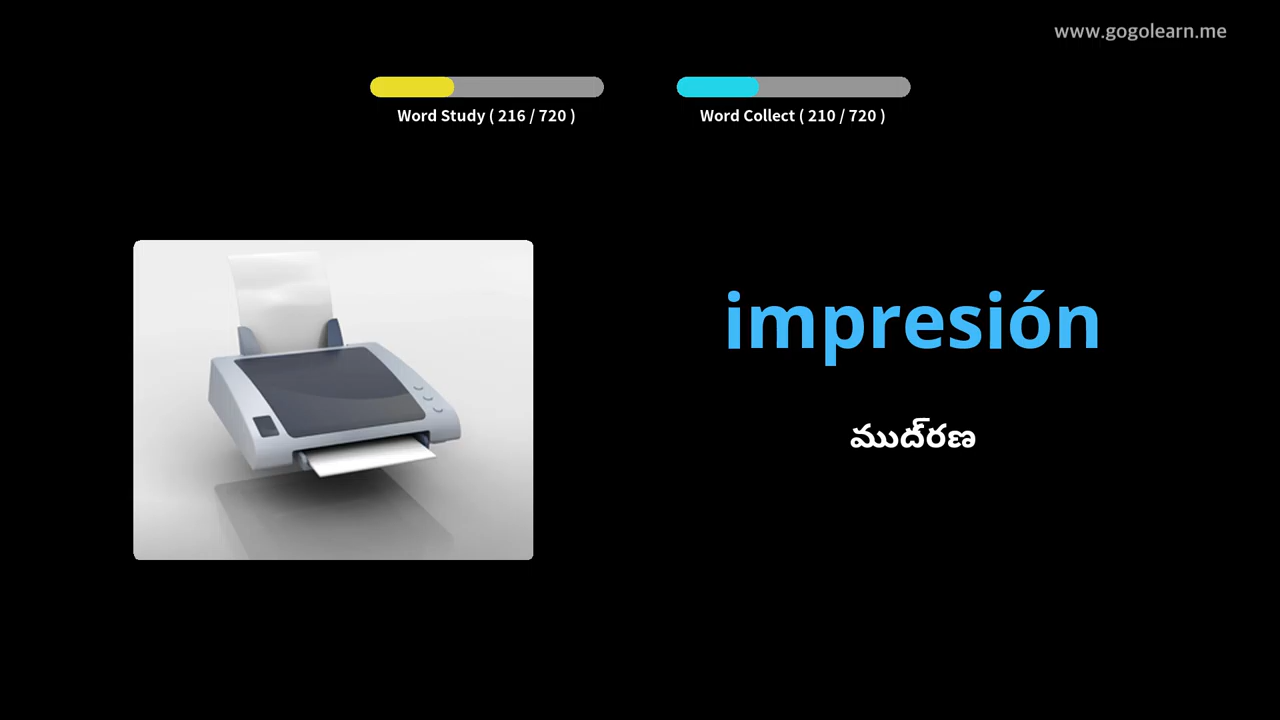 www.gogolearn.me
Word Study ( 216 / 720 )
Word Collect ( 210 / 720 )
impresión
ముద్రణ